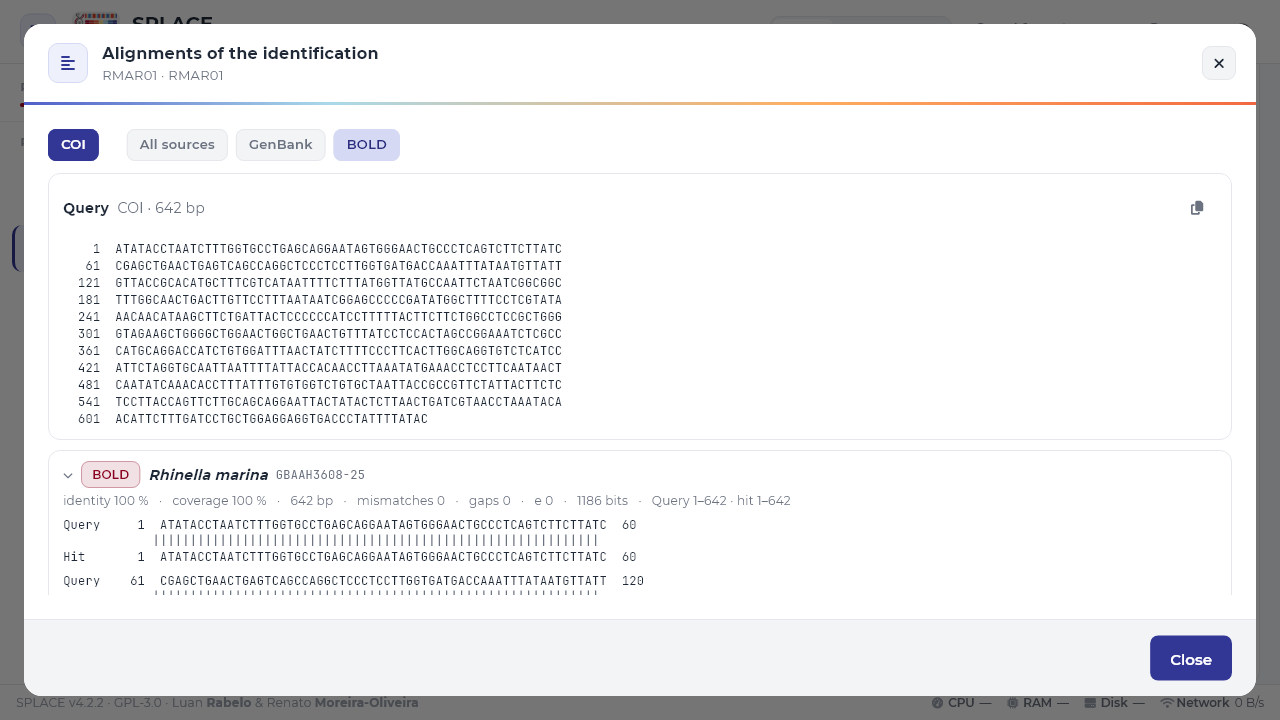 SPLACE
Alignments of the identification
RMAR01 · RMAR01
COI All sources GenBank BOLD
Query COI · 642 bp
1 ATATACCTAATCTTTGGTGCCTGAGCAGGAATAGTGGGAACTGCCCTCAGTCTTCTTATC
61 CGAGCTGAACTGAGTCAGCCAGGCTCCCTCCTTGGTGATGACCAAATTTATAATGTTATT
121 GTTACCGCACATGCTTTCGTCATAATTTTCTTTATGGTTATGCCAATTCTAATCGGCGGC
181 TTTGGCAACTGACTTGTTCCTTTAATAATCGGAGCCCCCGATATGGCTTTTCCTCGTATA
241 AACAACATAAGCTTCTGATTACTCCCCCCATCCTTTTTACTTCTTCTGGCCTCCGCTGGG
301 GTAGAAGCTGGGGCTGGAACTGGCTGAACTGTTTATCCTCCACTAGCCGGAAATCTCGCC
361 CATGCAGGACCATCTGTGGATTTAACTATCTTTTCCCTTCACTTGGCAGGTGTCTCATCC
421 ATTCTAGGTGCAATTAATTTTATTACCACAACCTTAAATATGAAACCTCCTTCAATAACT
481 CAATATCAAACACCTTTATTTGTGTGGTCTGTGCTAATTACCGCCGTTCTATTACTTCTC
541 TCCTTACCAGTTCTTGCAGCAGGAATTACTATACTCTTAACTGATCGTAACCTAAATACA
601 ACATTCTTTGATCCTGCTGGAGGAGGTGACCCTATTTTATAC
BOLD Rhinella marina GBAAH3608-25
identity 100 % · coverage 100 % · 642 bp · mismatches 0 · gaps 0 · e 0 · 1186 bits · Query 1–642 · hit 1–642
Query 1 ATATACCTAATCTTTGGTGCCTGAGCAGGAATAGTGGGAACTGCCCTCAGTCTTCTTATC 60
||||||||||||||||||||||||||||||||||||||||||||||||||||||||||||
Hit 1 ATATACCTAATCTTTGGTGCCTGAGCAGGAATAGTGGGAACTGCCCTCAGTCTTCTTATC 60
Query 61 CGAGCTGAACTGAGTCAGCCAGGCTCCCTCCTTGGTGATGACCAAATTTATAATGTTATT 120
Close
SPLACE v4.2.2 · GPL-3.0 · Luan Rabelo & Renato Moreira-Oliveira CPU — RAM — Disk — Network 0 B/s